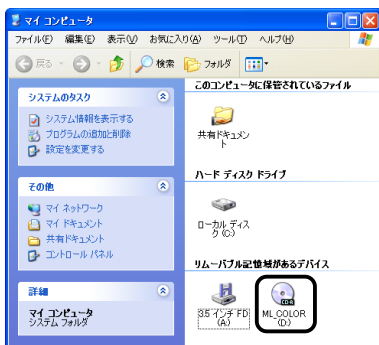 マイ コンピュータ
ファイル(F) 編集(E) 表示(V) お気に入り(A) ツール(T) ヘルプ(H)
戻る 検索 フォルダ
システムのタスク
システム情報を表示する
プログラムの追加と削除
設定を変更する
その他
マイ ネットワーク
マイ ドキュメント
共有ドキュメント
コントロール パネル
詳細
マイ コンピュータ
システム フォルダ
このコンピュータに保管されているファイル
共有ドキュメン
ト
ハード ディスク ドライブ
ローカル ディス
ク (C:)
リムーバブル記憶域があるデバイス
CD-R
3.5 インチ FD
(A:)
ML_COLOR
(D:)